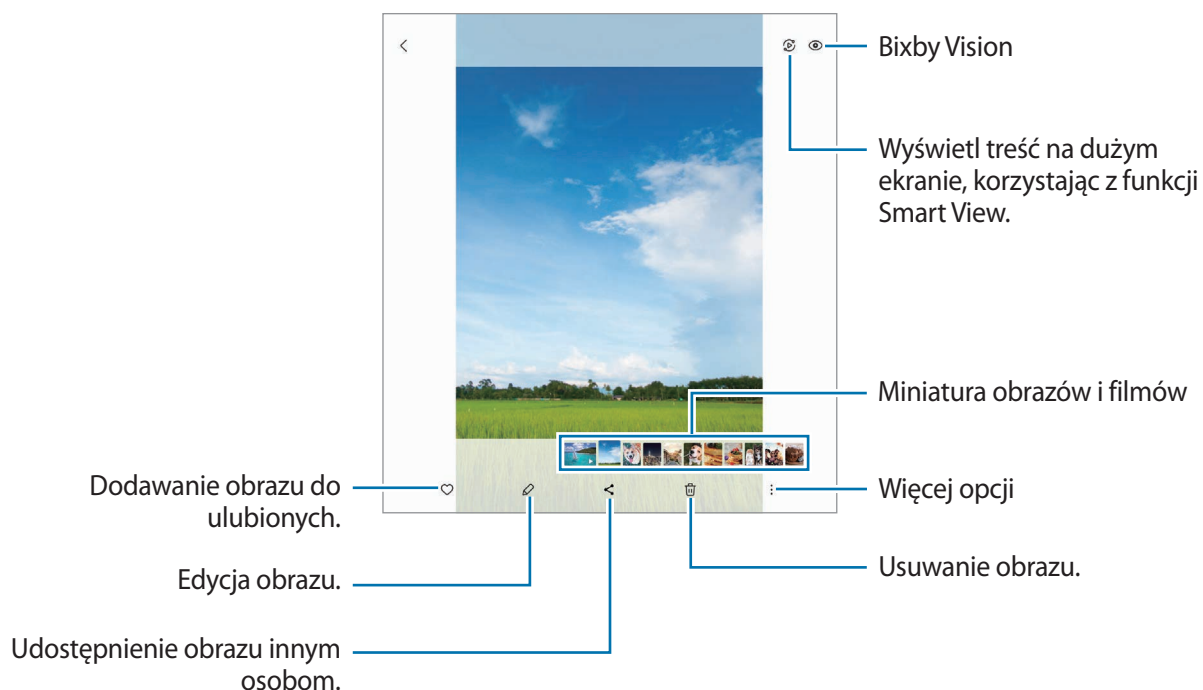 Bixby Vision
Wyświetl treść na dużym
ekranie, korzystając z funkcji
Smart View.
Miniatura obrazów i filmów
Więcej opcji
Usuwanie obrazu.
Dodawanie obrazu do
ulubionych.
Edycja obrazu.
Udostępnienie obrazu innym
osobom.